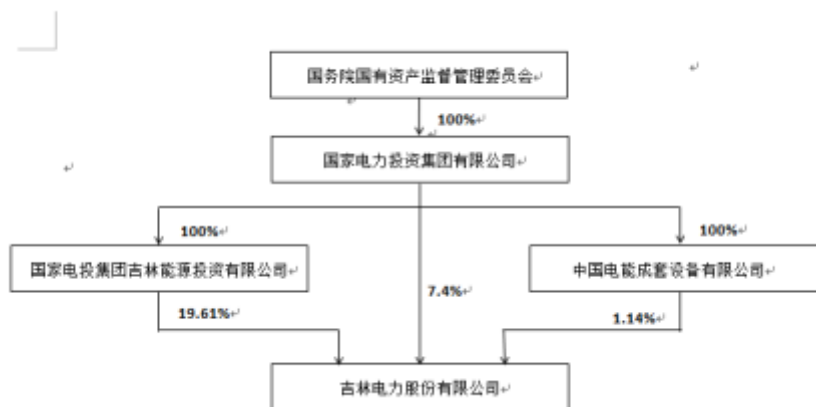 国务院国有资产监督管理委员会
100%
国家电力投资集团有限公司
100%
100%
国家电投集团吉林能源投资有限公司
中国电能成套设备有限公司
7.4%
19.61%
1.14%
吉林电力股份有限公司